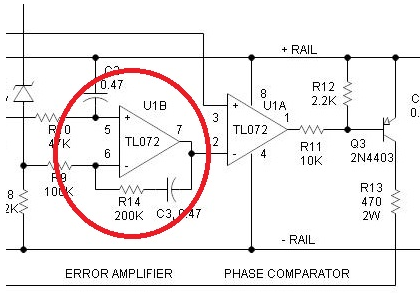 + RAIL
C2
0.47
U1B
8
U1A
R12
2.2K
+
5
TL072
7
3
+
TL072
1
R10
47K
6
-
2
-
4
R11
10K
Q3
2N4403
R9
100K
8
2K
R14
200K
C3, 0.47
R13
470
2W
- RAIL
ERROR AMPLIFIER
PHASE COMPARATOR